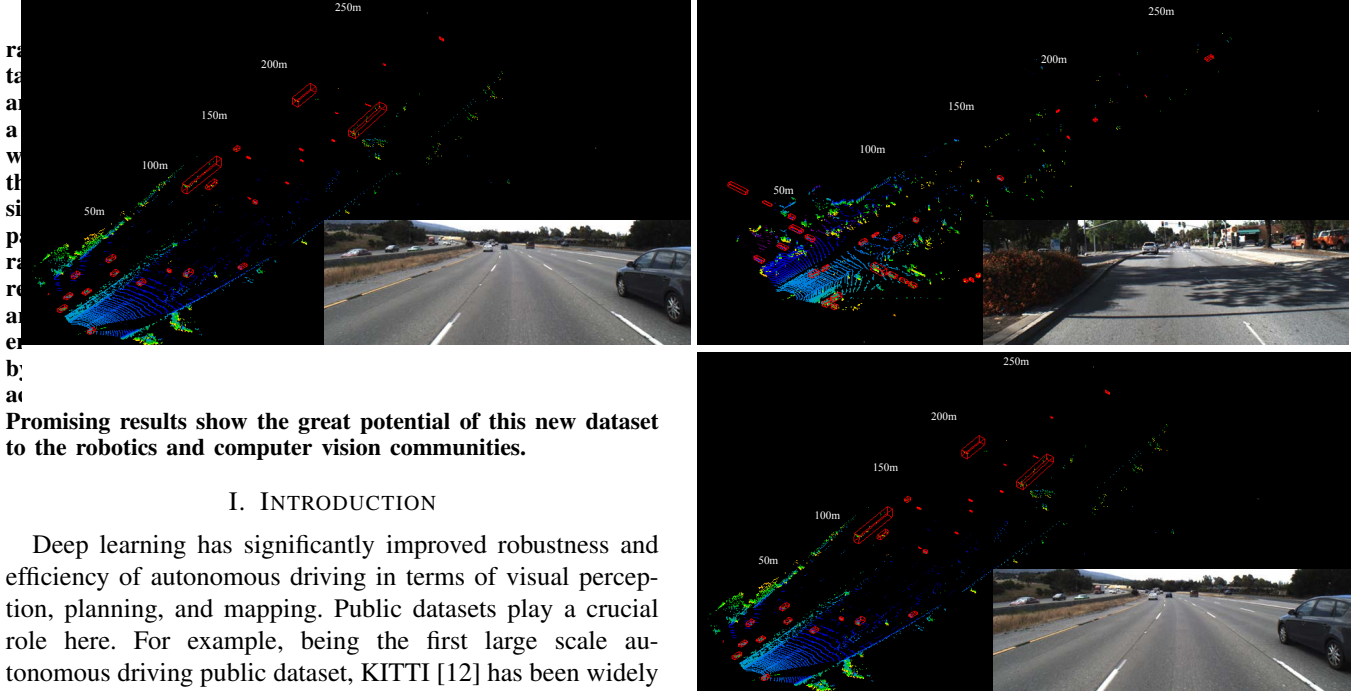 Promising results show the great potential of this new dataset
to the robotics and computer vision communities.
I. INTRODUCTION
Deep learning has significantly improved robustness and
efficiency of autonomous driving in terms of visual percep-
tion, planning, and mapping. Public datasets play a crucial
role here. For example, being the first large scale au-
tonomous driving public dataset, KITTI [12] has been widely
250m
200m
150m
100m
50m
250m
200m
150m
100m
50m
250m
200m
150m
100m
50m